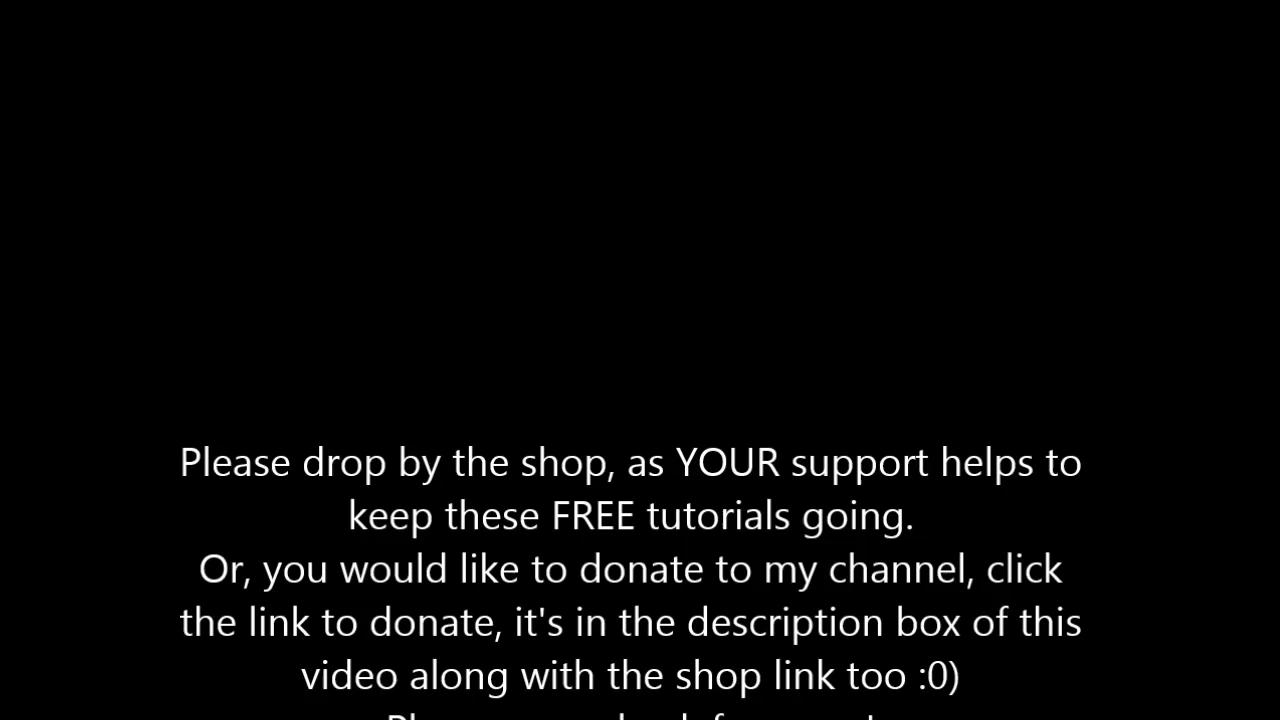 Please drop by the shop, as YOUR support helps to
keep these FREE tutorials going.
Or, you would like to donate to my channel, click
the link to donate, it's in the description box of this
video along with the shop link too :0)